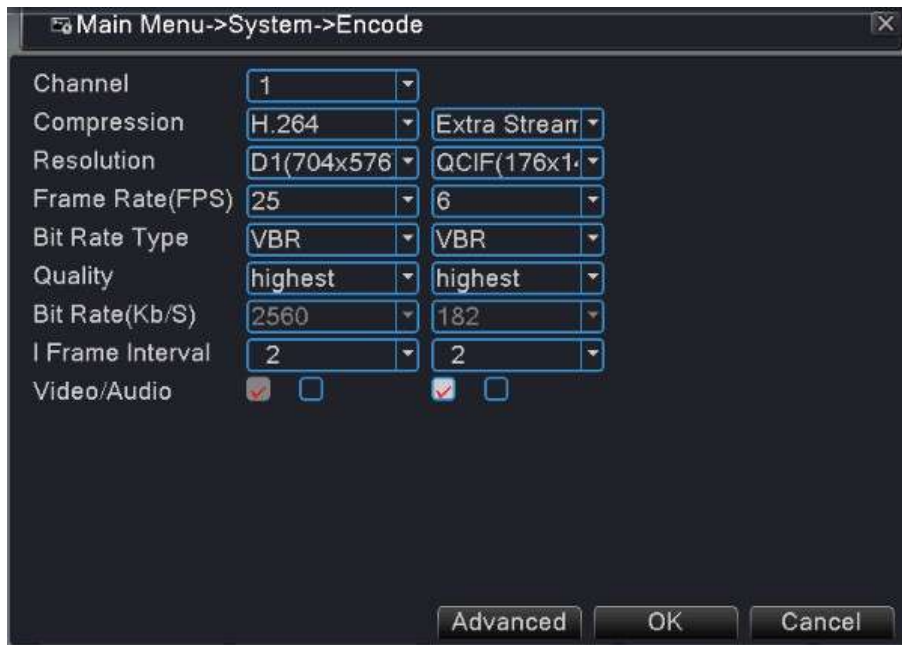 Main Menu->System->Encode
Channel 1
Compression H.264 Extra Stream
Resolution D1(704x576 QCIF(176x14
Frame Rate(FPS) 25 6
Bit Rate Type VBR VBR
Quality highest highest
Bit Rate(Kb/S) 2560 182
I Frame Interval 2 2
Video/Audio
Advanced OK Cancel